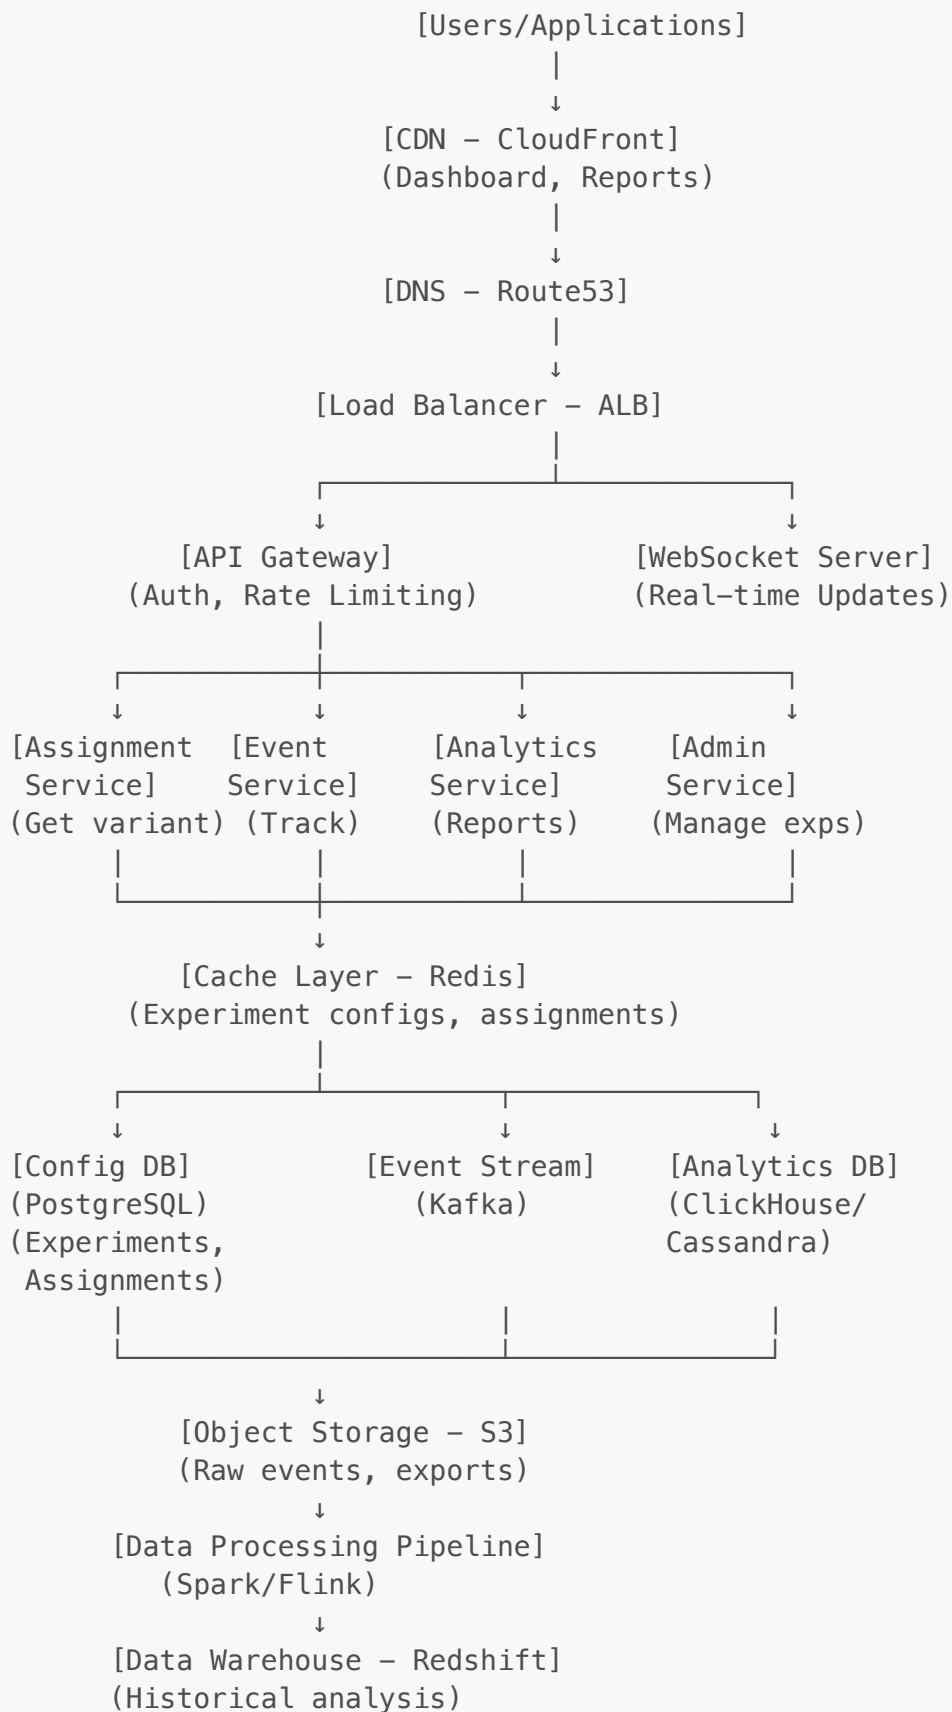 [Users/Applications]
[CDN – CloudFront]
(Dashboard, Reports)
[DNS – Route53]
[Load Balancer – ALB]
[API Gateway] [WebSocket Server]
(Auth, Rate Limiting) (Real–time Updates)
[Assignment [Event [Analytics [Admin
Service] Service] Service] Service]
(Get variant) (Track) (Reports) (Manage exps)
[Cache Layer – Redis]
(Experiment configs, assignments)
[Config DB] [Event Stream] [Analytics DB]
(PostgreSQL) (Kafka) (ClickHouse/
(Experiments, Cassandra)
Assignments)
[Object Storage – S3]
(Raw events, exports)
[Data Processing Pipeline]
(Spark/Flink)
[Data Warehouse – Redshift]
(Historical analysis)